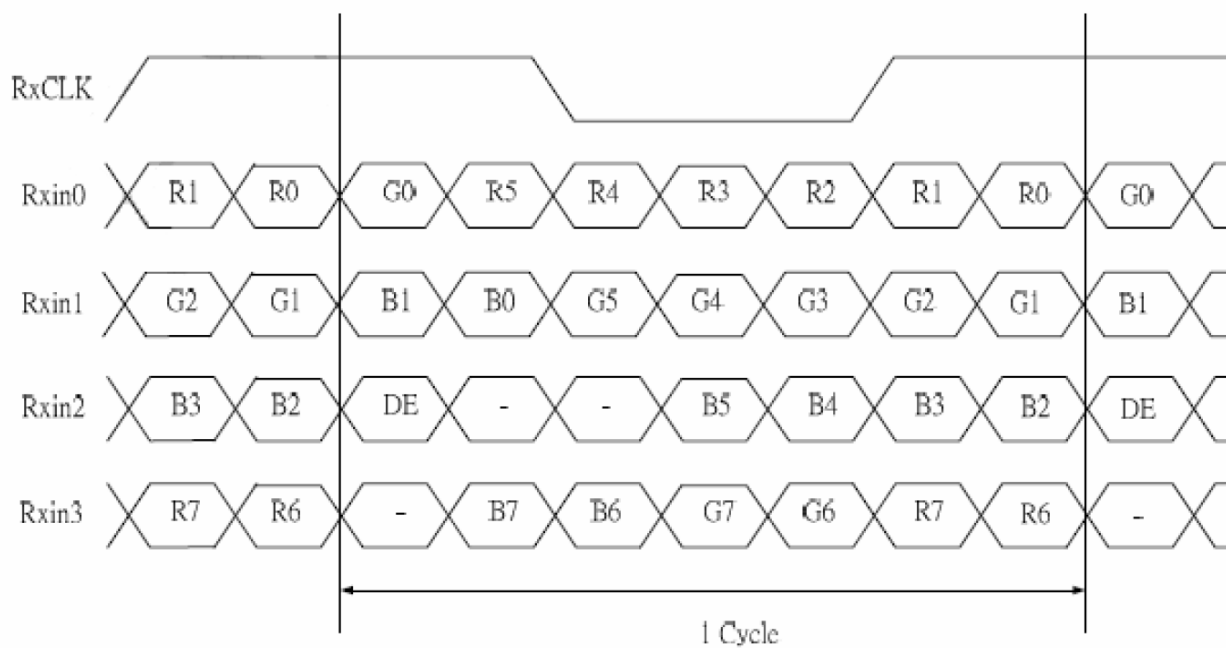 RxCLK
Rxin0 R1 R0 G0 R5 R4 R3 R2 R1 R0 G0
Rxin1 G2 G1 B1 B0 G5 G4 G3 G2 G1 B1
Rxin2 B3 B2 DE - - B5 B4 B3 B2 DE
Rxin3 R7 R6 - B7 B6 G7 G6 R7 R6 -
1 Cycle